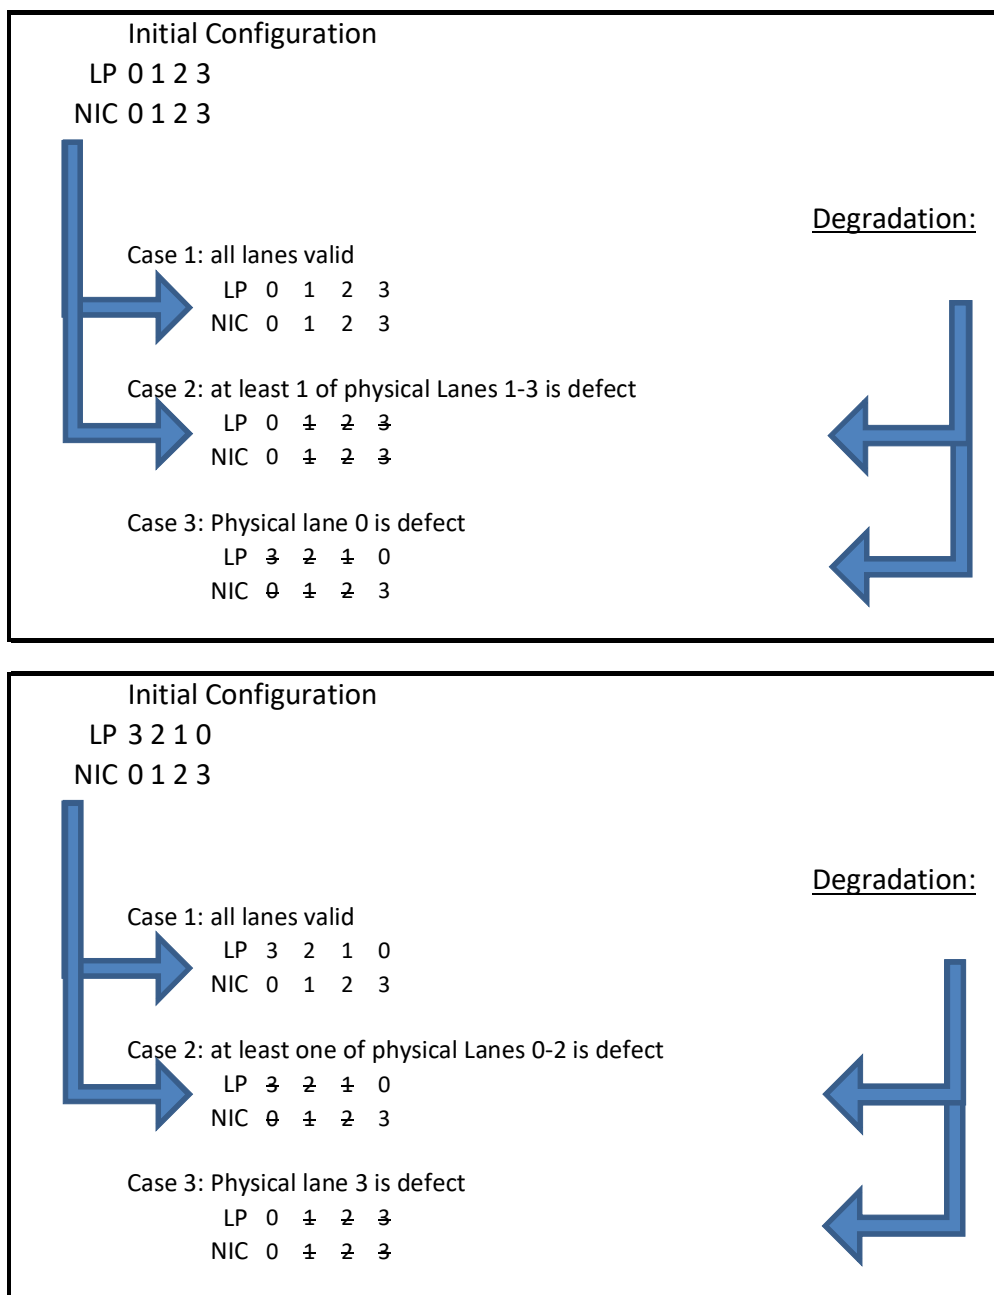 Initial Configuration
LP 0 1 2 3
NIC 0 1 2 3
Degradation:
Case 1: all lanes valid
LP 0 1 2 3
NIC 0 1 2 3
Case 2: at least 1 of physical Lanes 1-3 is defect
LP 0 1 2 3
NIC 0 1 2 3
Case 3: Physical lane 0 is defect
LP 3 2 1 0
NIC 0 1 2 3
Initial Configuration
LP 3 2 1 0
NIC 0 1 2 3
Degradation:
Case 1: all lanes valid
LP 3 2 1 0
NIC 0 1 2 3
Case 2: at least one of physical Lanes 0-2 is defect
LP 3 2 1 0
NIC 0 1 2 3
Case 3: Physical lane 3 is defect
LP 0 1 2 3
NIC 0 1 2 3